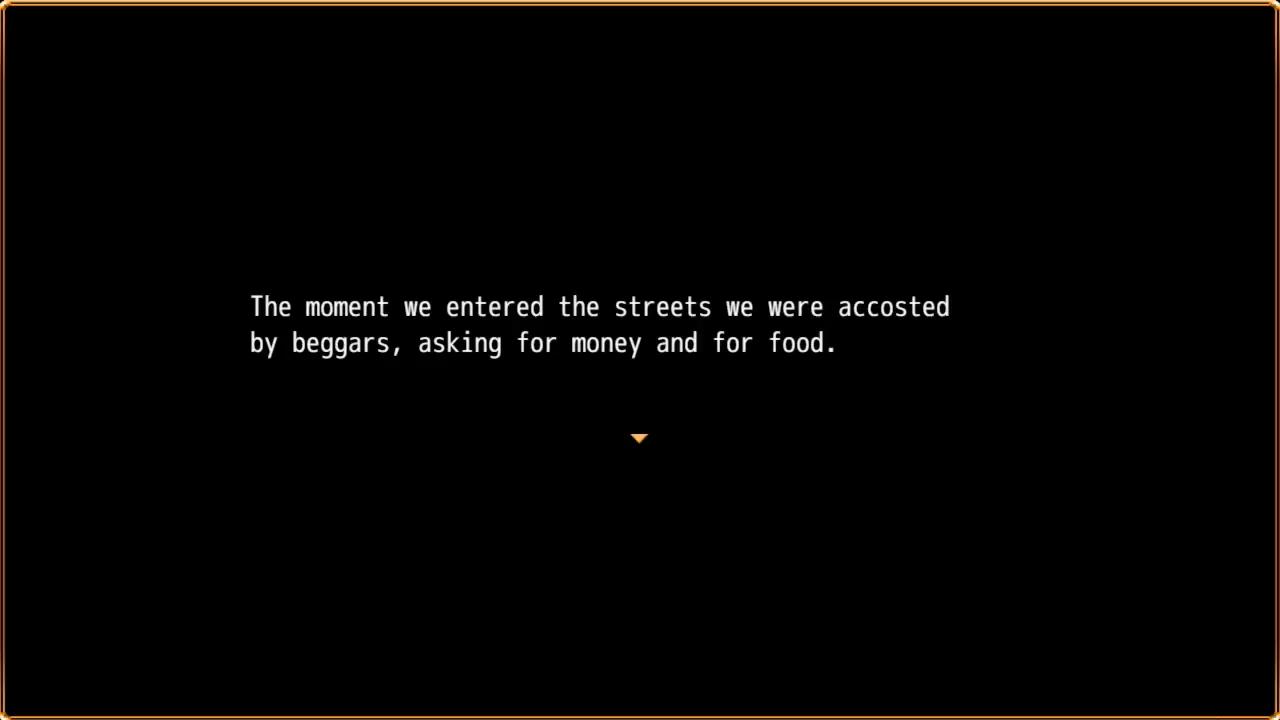 The moment we entered the streets we were accosted
by beggars, asking for money and for food.